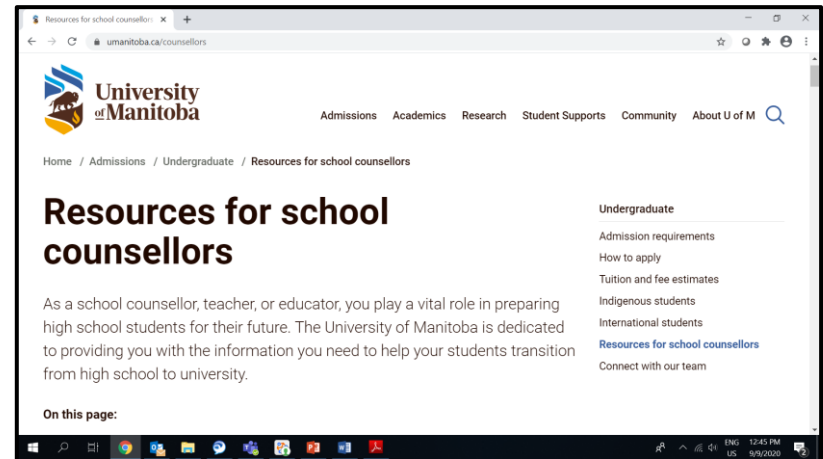 Resources for school counsellors
umanitoba.ca/counsellors
University
of Manitoba
Admissions Academics Research Student Supports Community About U of M
Home / Admissions / Undergraduate / Resources for school counsellors
Resources for school
counsellors
As a school counsellor, teacher, or educator, you play a vital role in preparing
high school students for their future. The University of Manitoba is dedicated
to providing you with the information you need to help your students transition
from high school to university.
On this page:
Undergraduate
Admission requirements
How to apply
Tuition and fee estimates
Indigenous students
International students
Resources for school counsellors
Connect with our team
ENG 12:45 PM
US 9/9/2020